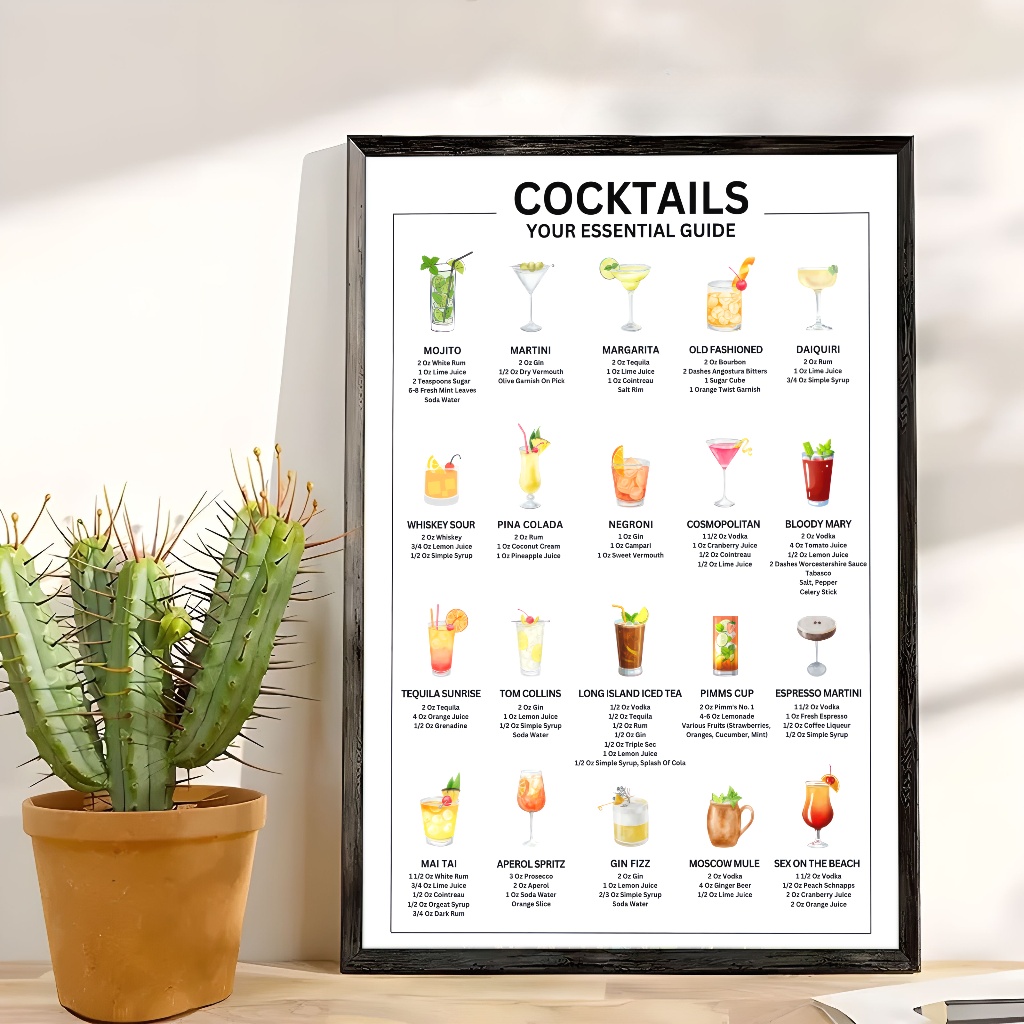 COCKTAILS
YOUR ESSENTIAL GUIDE
MOJITO
2 Oz White Rum
1 Oz Lime Juice
2 Teaspoons Sugar
6-8 Fresh Mint Leaves
Soda Water
MARTINI
2 Oz Gin
1/2 Oz Dry Vermouth
Olive Garnish On Pick
MARGARITA
2 Oz Tequila
1 Oz Lime Juice
1 Oz Cointreau
Salt Rim
OLD FASHIONED
2 Oz Bourbon
2 Dashes Angostura Bitters
1 Sugar Cube
1 Orange Twist Garnish
DAIQUIRI
2 Oz Rum
1 Oz Lime Juice
3/4 Oz Simple Syrup
WHISKEY SOUR
2 Oz Whiskey
3/4 Oz Lemon Juice
1/2 Oz Simple Syrup
PINA COLADA
2 Oz Rum
1 Oz Coconut Cream
1 Oz Pineapple Juice
NEGRONI
1 Oz Gin
1 Oz Campari
1 Oz Sweet Vermouth
COSMOPOLITAN
1 1/2 Oz Vodka
1 Oz Cranberry Juice
1/2 Oz Cointreau
1/2 Oz Lime Juice
BLOODY MARY
2 Oz Vodka
4 Oz Tomato Juice
1/2 Oz Lemon Juice
2 Dashes Worcestershire Sauce
Tabasco
Salt, Pepper
Celery Stick
TEQUILA SUNRISE
2 Oz Tequila
4 Oz Orange Juice
1/2 Oz Grenadine
TOM COLLINS
2 Oz Gin
1 Oz Lemon Juice
1/2 Oz Simple Syrup
Soda Water
LONG ISLAND ICED TEA
1/2 Oz Vodka
1/2 Oz Tequila
1/2 Oz Rum
1/2 Oz Gin
1/2 Oz Triple Sec
1 Oz Lemon Juice
1/2 Oz Simple Syrup, Splash Of Cola
PIMMS CUP
2 Oz Pimm's No. 1
4-6 Oz Lemonade
Various Fruits (Strawberries,
Oranges, Cucumber, Mint)
ESPRESSO MARTINI
1 1/2 Oz Vodka
1 Oz Fresh Espresso
1/2 Oz Coffee Liqueur
1/2 Oz Simple Syrup
MAI TAI
1 1/2 Oz White Rum
3/4 Oz Lime Juice
1/2 Oz Cointreau
1/2 Oz Orgeat Syrup
3/4 Oz Dark Rum
APEROL SPRITZ
3 Oz Prosecco
2 Oz Aperol
1 Oz Soda Water
Orange Slice
GIN FIZZ
2 Oz Gin
1 Oz Lemon Juice
2/3 Oz Simple Syrup
Soda Water
MOSCOW MULE
2 Oz Vodka
4 Oz Ginger Beer
1/2 Oz Lime Juice
SEX ON THE BEACH
1 1/2 Oz Vodka
1/2 Oz Peach Schnapps
2 Oz Cranberry Juice
2 Oz Orange Juice